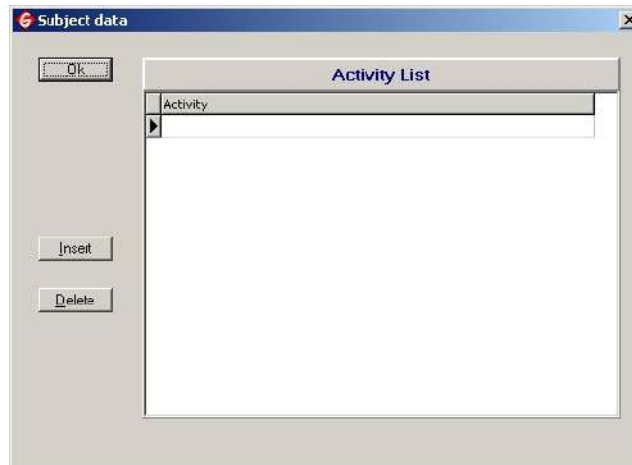 Subject data
Ok
Activity List
Activity
Insert
Delete